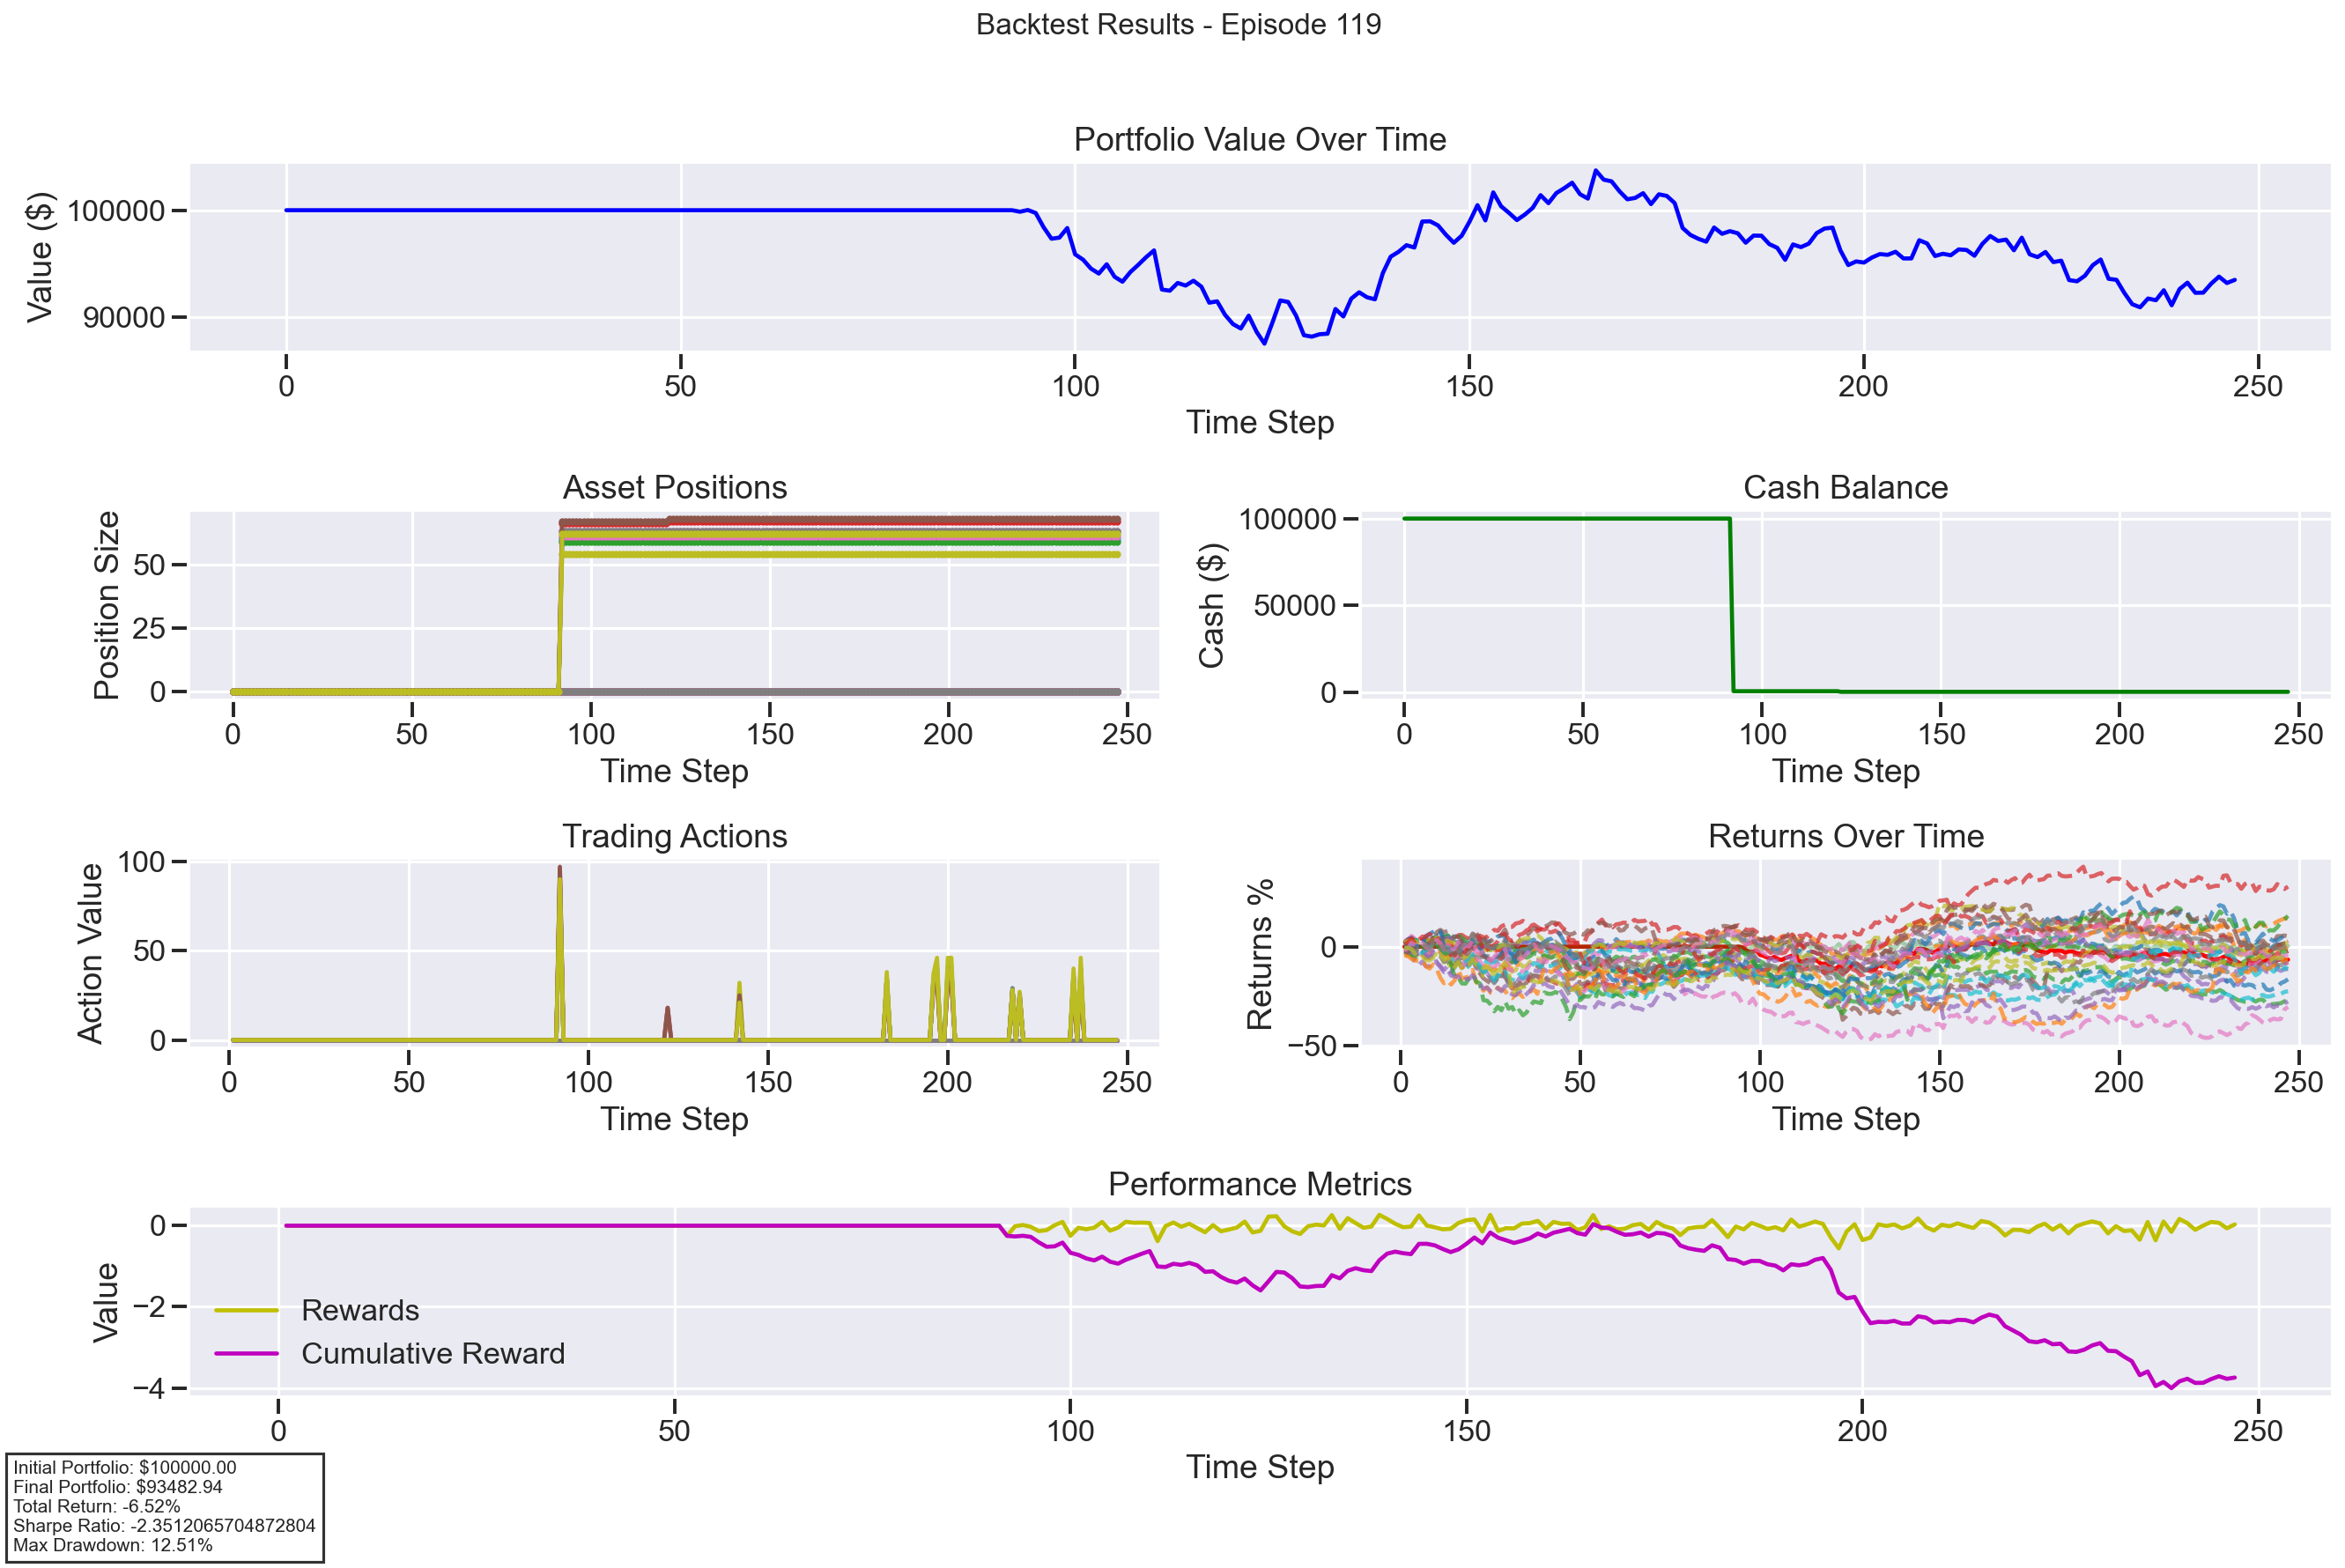 Backtest Results - Episode 119
Portfolio Value Over Time
Value ($)
100000
90000
0 50 100 150 200 250
Time Step
Asset Positions
Position Size
50
25
0
0 50 100 150 200 250
Time Step
Cash Balance
Cash ($)
100000
50000
0
0 50 100 150 200 250
Time Step
Trading Actions
Action Value
100
50
0
0 50 100 150 200 250
Time Step
Returns Over Time
Returns %
0
−50
0 50 100 150 200 250
Time Step
Performance Metrics
Value
0
−2
−4
Rewards
Cumulative Reward
0 50 100 150 200 250
Time Step
Initial Portfolio: $100000.00
Final Portfolio: $93482.94
Total Return: -6.52%
Sharpe Ratio: -2.3512065704872804
Max Drawdown: 12.51%